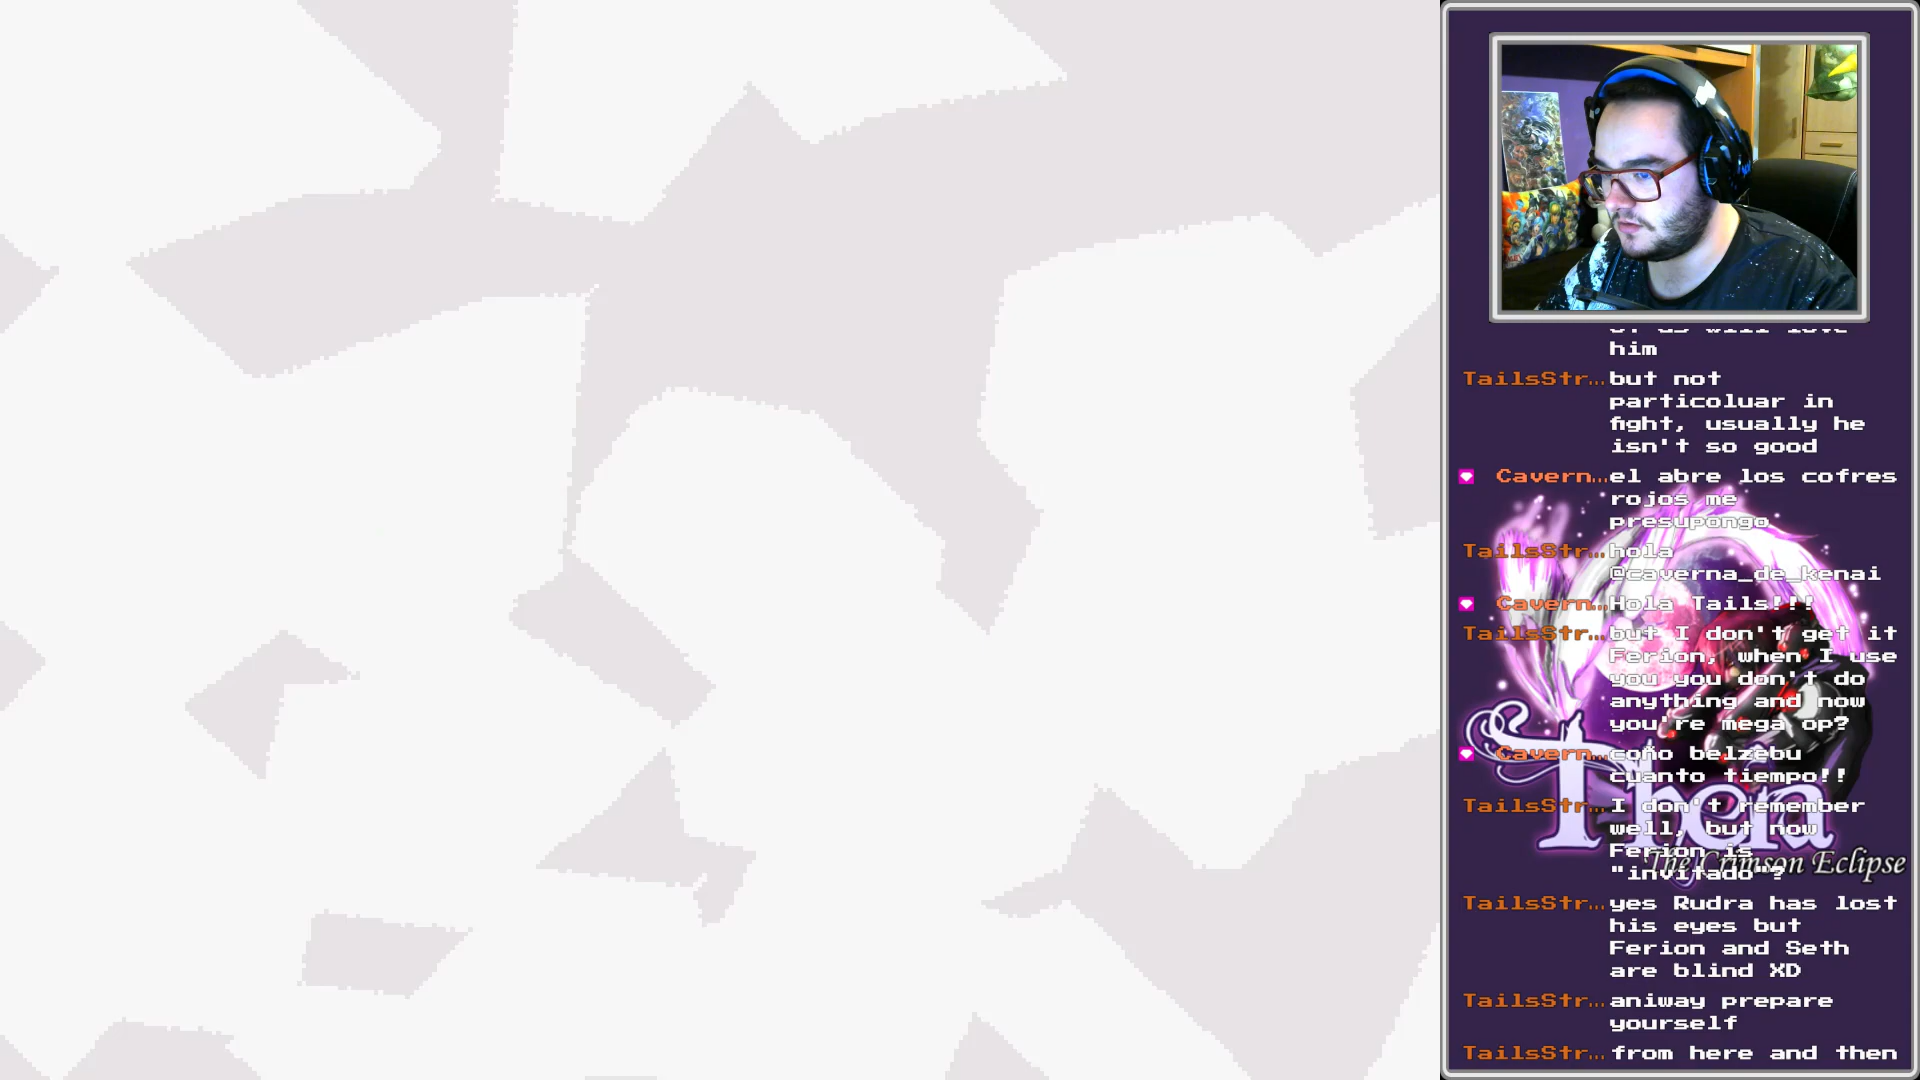 him
TailsStr... but not
particoluar in
fight, usually he
isn't so good
Cavern... el abre los cofres
rojos me
presupongo
TailsStr... hola
@caverna_de_kenai
Cavern... Hola Tails!!!
TailsStr... but I don't get it
Ferion, when I use
you you don't do
anything and now
you're mega op?
Cavern... coño belzebu
cuanto tiempo!!
TailsStr... I don't remember
well, but now
Ferion is
"invitado"?
Thera
The Crimson Eclipse
TailsStr... yes Rudra has lost
his eyes but
Ferion and Seth
are blind XD
TailsStr... aniway prepare
yourself
TailsStr... from here and then